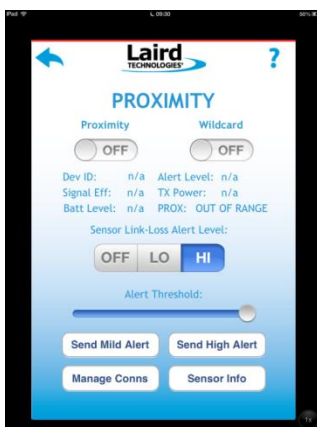 iPad 09:30 50%
Laird
TECHNOLOGIES
?
PROXIMITY
Proximity Wildcard
OFF OFF
Dev ID: n/a Alert Level: n/a
Signal Eff: n/a TX Power: n/a
Batt Level: n/a PROX: OUT OF RANGE
Sensor Link-Loss Alert Level:
OFF LO HI
Alert Threshold:
Send Mild Alert Send High Alert
Manage Conns Sensor Info
1x